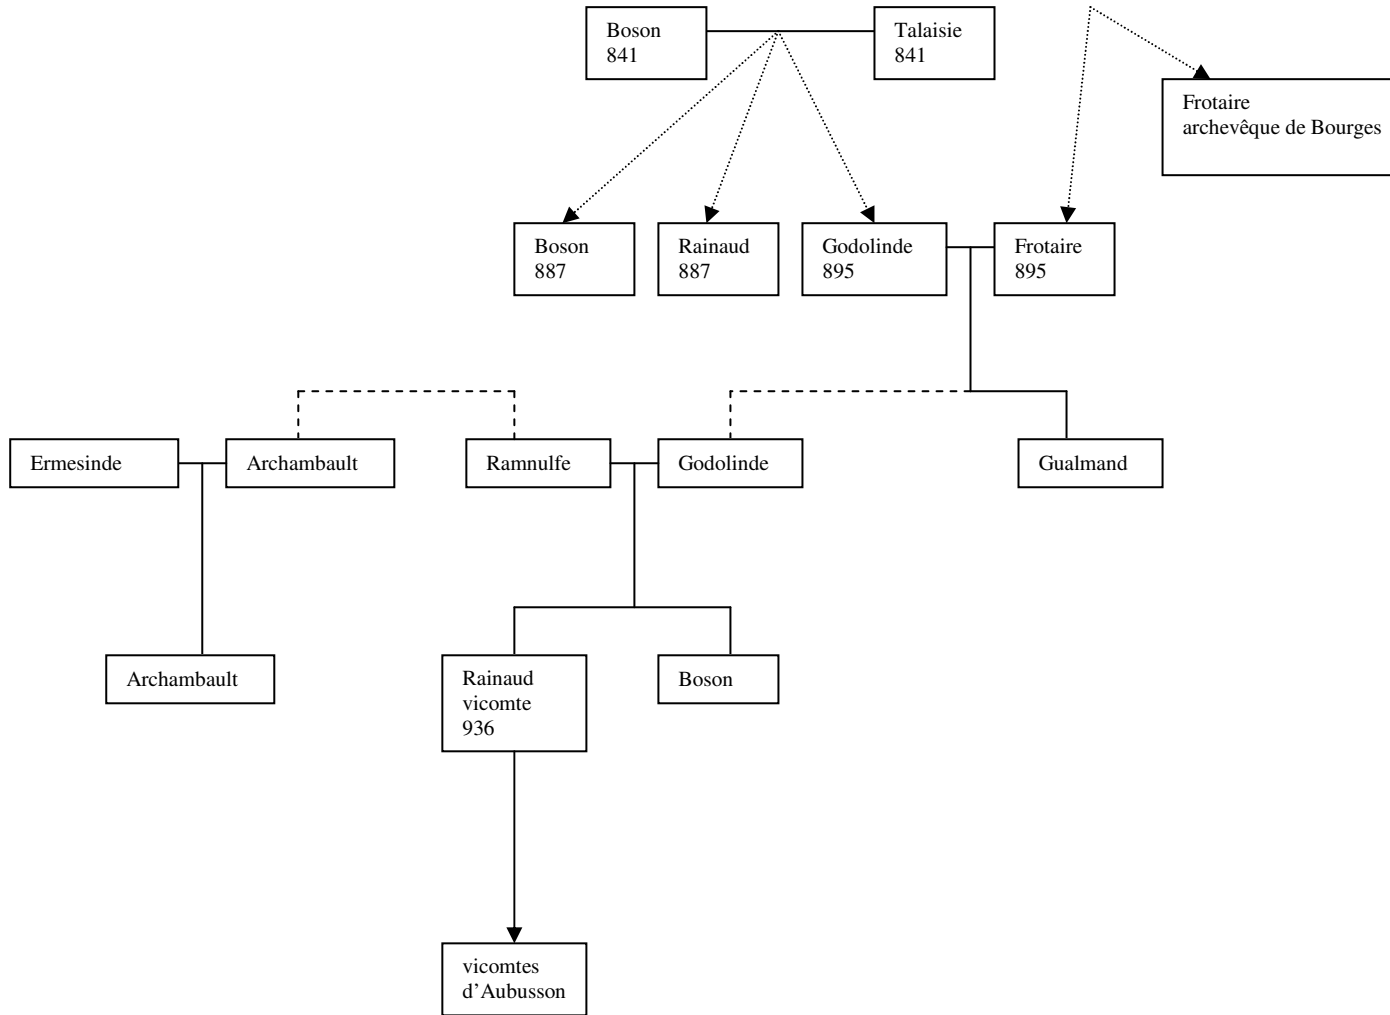 Boson
841
Talaisie
841
Frotaire
archevêque de Bourges
Boson
887
Rainaud
887
Godolinde
895
Frotaire
895
Ermesinde
Archambault
Ramnulfe
Godolinde
Gualmand
Archambault
Rainaud
vicomte
936
Boson
vicomtes
d’Aubusson